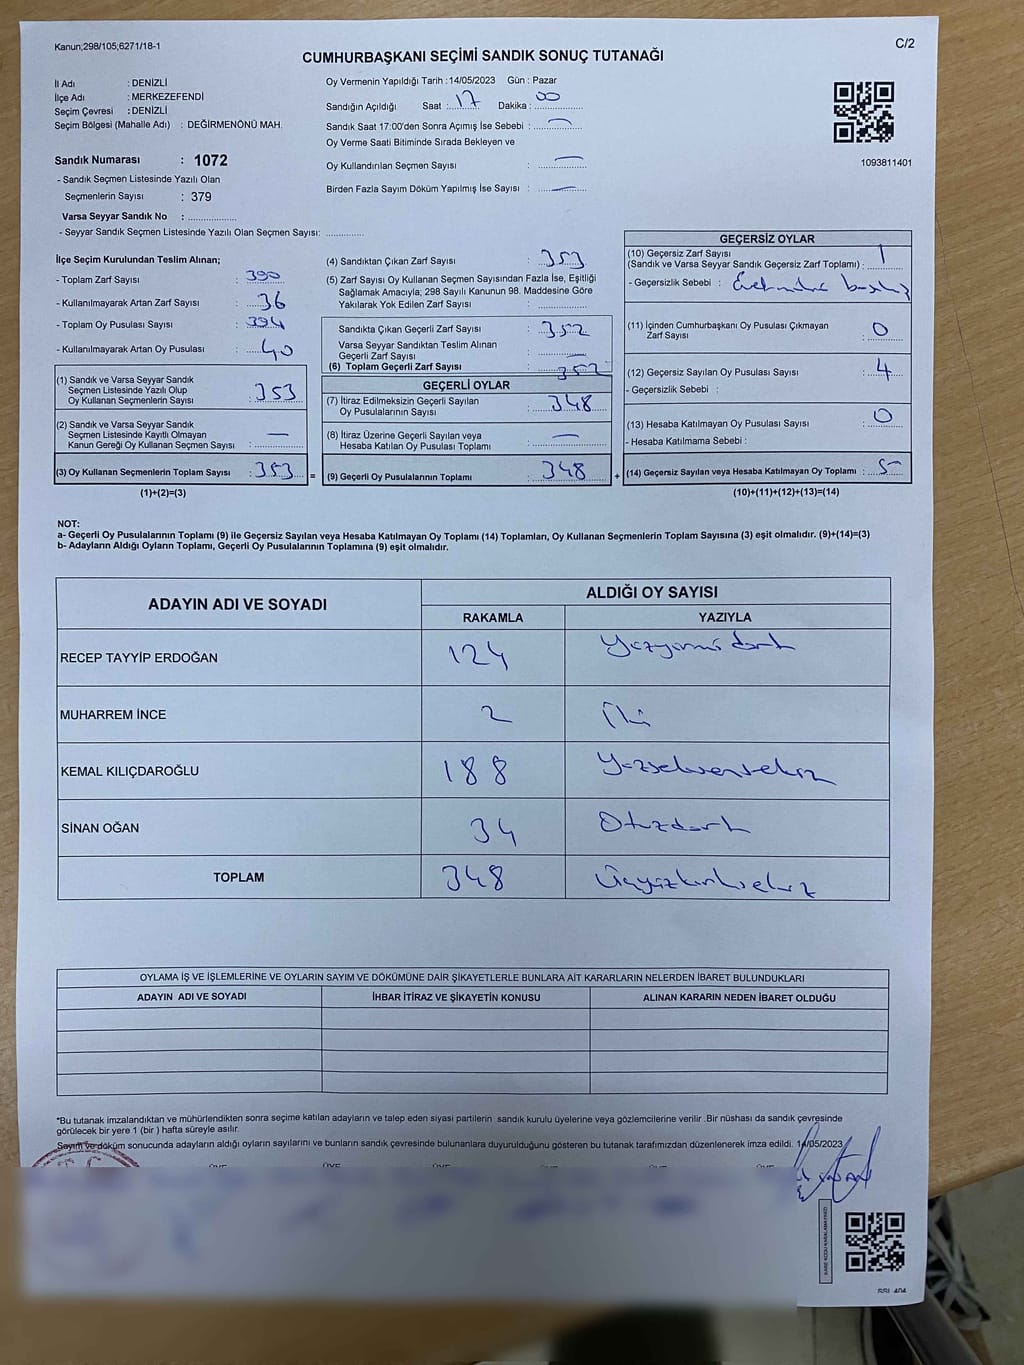 Kanun;298/105;6271/18-1
C/2
CUMHURBAŞKANI SEÇİMİ SANDIK SONUÇ TUTANAĞI
İl Adı : DENİZLİ
İlçe Adı : MERKEZEFENDİ
Seçim Çevresi : DENİZLİ
Seçim Bölgesi (Mahalle Adı) : DEĞİRMENÖNÜ MAH.
Sandık Numarası : 1072
- Sandık Seçmen Listesinde Yazılı Olan
Seçmenlerin Sayısı : 379
Varsa Seyyar Sandık No :
- Seyyar Sandık Seçmen Listesinde Yazılı Olan Seçmen Sayısı:
Oy Vermenin Yapıldığı Tarih :14/05/2023 Gün : Pazar
Sandığın Açıldığı Saat : 17 Dakika : 00
Sandık Saat 17:00'den Sonra Açımış İse Sebebi : —
Oy Verme Saati Bitiminde Sırada Bekleyen ve
Oy Kullandırılan Seçmen Sayısı : —
Birden Fazla Sayım Döküm Yapılmış İse Sayısı : —
1093811401
İlçe Seçim Kurulundan Teslim Alınan;
- Toplam Zarf Sayısı : 390
- Kullanılmayarak Artan Zarf Sayısı : 36
- Toplam Oy Pusulası Sayısı : 394
- Kullanılmayarak Artan Oy Pusulası : 40
(1) Sandık ve Varsa Seyyar Sandık
Seçmen Listesinde Yazılı Olup
Oy Kullanan Seçmenlerin Sayısı : 353
(2) Sandık ve Varsa Seyyar Sandık
Seçmen Listesinde Kayıtlı Olmayan
Kanun Gereği Oy Kullanan Seçmen Sayısı : —
(3) Oy Kullanan Seçmenlerin Toplam Sayısı : 353 =
(1)+(2)=(3)
(4) Sandıktan Çıkan Zarf Sayısı : 353
(5) Zarf Sayısı Oy Kullanan Seçmen Sayısından Fazla İse, Eşitliği
Sağlamak Amacıyla, 298 Sayılı Kanunun 98. Maddesine Göre
Yakılarak Yok Edilen Zarf Sayısı :
Sandıkta Çıkan Geçerli Zarf Sayısı : 352
Varsa Seyyar Sandıktan Teslim Alınan
Geçerli Zarf Sayısı : —
(6) Toplam Geçerli Zarf Sayısı : 352
GEÇERLİ OYLAR
(7) İtiraz Edilmeksizin Geçerli Sayılan
Oy Pusulalarının Sayısı : 348
(8) İtiraz Üzerine Geçerli Sayılan veya
Hesaba Katılan Oy Pusulası Toplamı : —
(9) Geçerli Oy Pusulalarının Toplamı : 348 +
GEÇERSİZ OYLAR
(10) Geçersiz Zarf Sayısı
(Sandık ve Varsa Seyyar Sandık Geçersiz Zarf Toplamı) : 1
- Geçersizlik Sebebi :
(11) İçinden Cumhurbaşkanı Oy Pusulası Çıkmayan
Zarf Sayısı : 0
(12) Geçersiz Sayılan Oy Pusulası Sayısı : 4
- Geçersizlik Sebebi :
(13) Hesaba Katılmayan Oy Pusulası Sayısı : 0
- Hesaba Katılmama Sebebi :
(14) Geçersiz Sayılan veya Hesaba Katılmayan Oy Toplamı : 5
(10)+(11)+(12)+(13)=(14)
NOT:
a- Geçerli Oy Pusulalarının Toplamı (9) ile Geçersiz Sayılan veya Hesaba Katılmayan Oy Toplamı (14) Toplamları, Oy Kullanan Seçmenlerin Toplam Sayısına (3) eşit olmalıdır. (9)+(14)=(3)
b- Adayların Aldığı Oyların Toplamı, Geçerli Oy Pusulalarının Toplamına (9) eşit olmalıdır.
ADAYIN ADI VE SOYADI
ALDIĞI OY SAYISI
RAKAMLA YAZIYLA
RECEP TAYYİP ERDOĞAN 124 Yüzyirmi dört
MUHARREM İNCE 2 İki
KEMAL KILIÇDAROĞLU 188 Yüzseksensekiz
SİNAN OĞAN 34 Otuzdört
TOPLAM 348 Üçyüzkırksekiz
OYLAMA İŞ VE İŞLEMLERİNE VE OYLARIN SAYIM VE DÖKÜMÜNE DAİR ŞİKAYETLERLE BUNLARA AİT KARARLARIN NELERDEN İBARET BULUNDUKLARI
ADAYIN ADI VE SOYADI İHBAR İTİRAZ VE ŞİKAYETİN KONUSU ALINAN KARARIN NEDEN İBARET OLDUĞU
*Bu tutanak imzalandıktan ve mühürlendikten sonra seçime katılan adayların ve talep eden siyasi partilerin sandık kurulu üyelerine veya gözlemcilerine verilir .Bir nüshası da sandık çevresinde
görülecek bir yere 1 (bir ) hafta süreyle asılır.
Sayım ve döküm sonucunda adayların aldığı oyların sayılarını ve bunların sandık çevresinde bulunanlara duyurulduğunu gösteren bu tutanak tarafımızdan düzenlenerek imza edildi. 14/05/2023